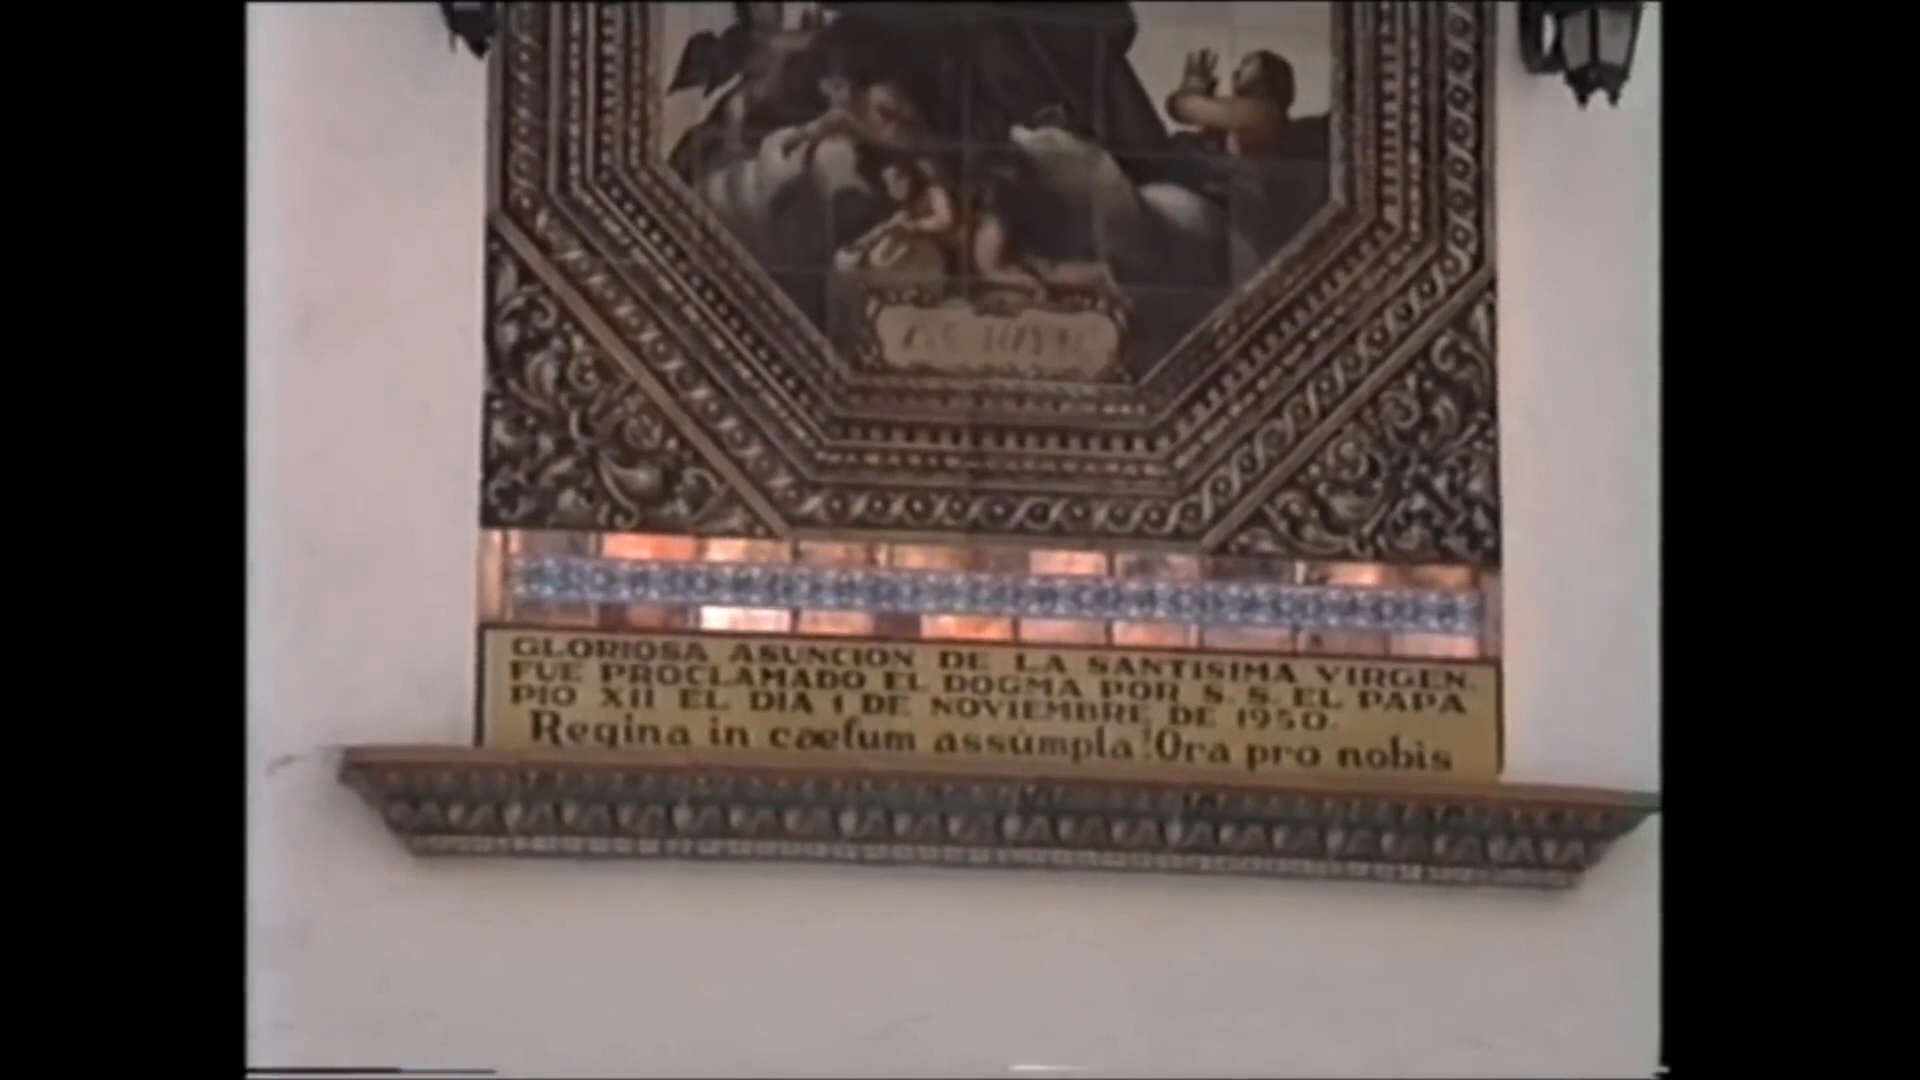 GLORIOSA ASUNCION DE LA SANTISIMA VIRGEN.
FUE PROCLAMADO EL DOGMA POR S. S. EL PAPA
PIO XII EL DIA 1 DE NOVIEMBRE DE 1950.
Regina in caelum assúmpta! Ora pro nobis